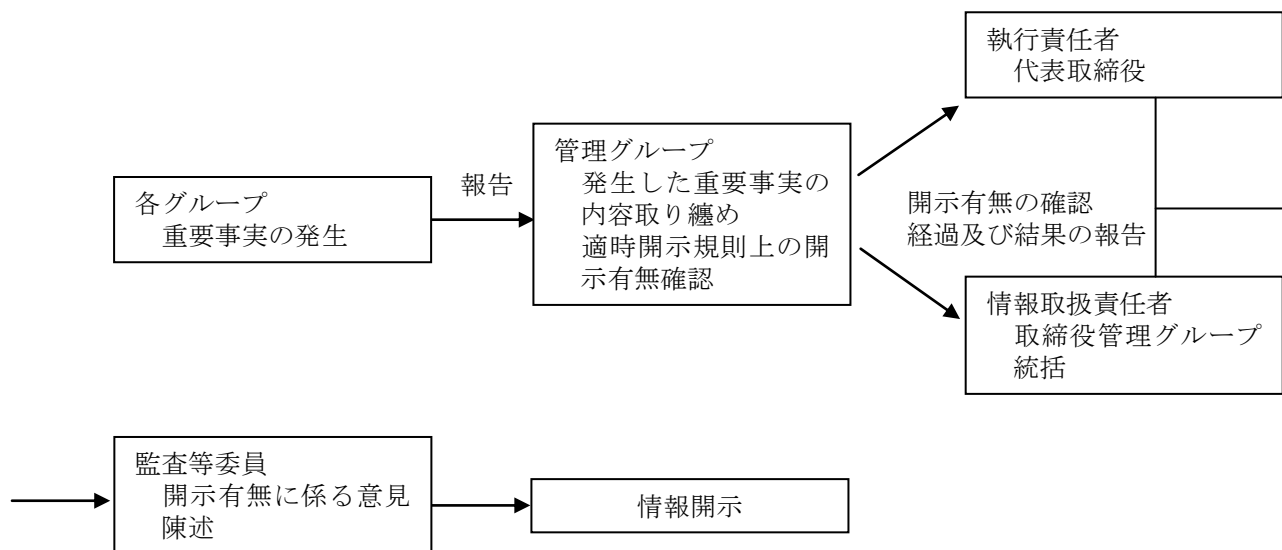 執行責任者
代表取締役
管理グループ
発生した重要事実の
内容取り纏め
適時開示規則上の開
示有無確認
報告
各グループ
重要事実の発生
開示有無の確認
経過及び結果の報告
情報取扱責任者
取締役管理グループ
統括
監査等委員
開示有無に係る意見
陳述
情報開示